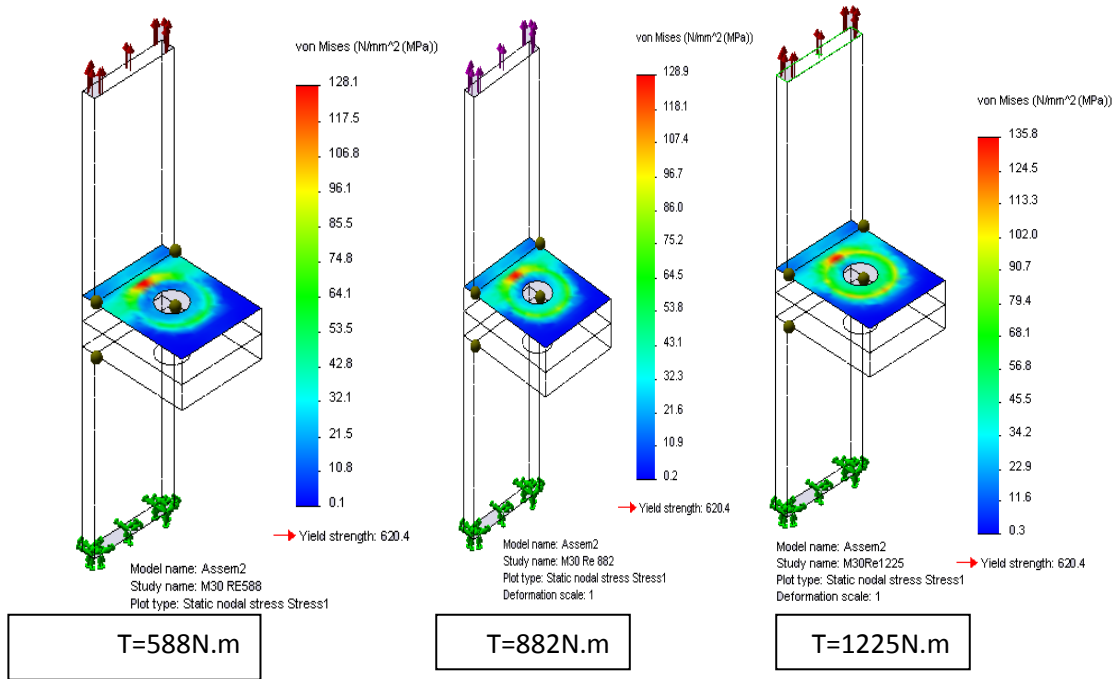 von Mises (N/mm^2 (MPa))
128.1
117.5
106.8
96.1
85.5
74.8
64.1
53.5
42.8
32.1
21.5
10.8
0.1
Yield strength: 620.4
Model name: Assem2
Study name: M30 RE588
Plot type: Static nodal stress Stress1
T=588N.m
von Mises (N/mm^2 (MPa))
128.9
118.1
107.4
96.7
86.0
75.2
64.5
53.8
43.1
32.3
21.6
10.9
0.2
Yield strength: 620.4
Model name: Assem2
Study name: M30 Re 882
Plot type: Static nodal stress Stress1
Deformation scale: 1
T=882N.m
von Mises (N/mm^2 (MPa))
135.8
124.5
113.2
102.0
90.7
79.4
68.1
56.8
45.5
34.2
22.9
11.6
0.3
Yield strength: 620.4
Model name: Assem2
Study name: M30Re1225
Plot type: Static nodal stress Stress1
Deformation scale: 1
T=1225N.m